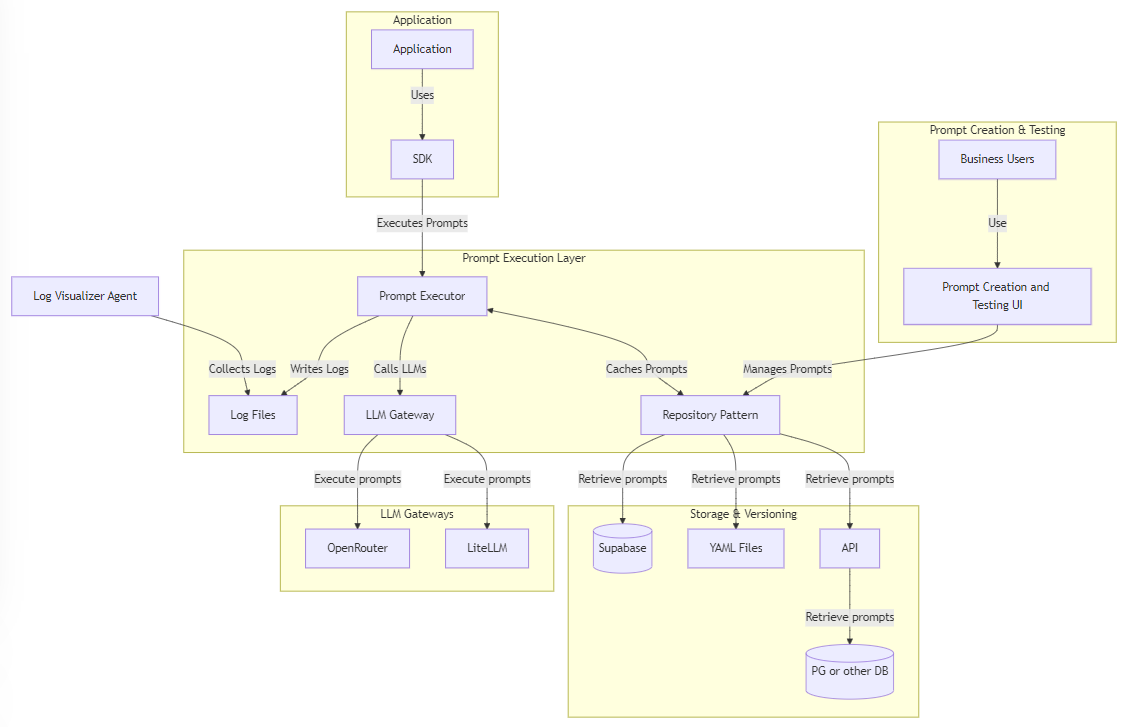 Application
Application
Uses
SDK
Executes Prompts
Prompt Creation & Testing
Business Users
Use
Prompt Creation and
Testing UI
Prompt Execution Layer
Log Visualizer Agent
Prompt Executor
Collects Logs
Writes Logs
Calls LLMs
Caches Prompts
Manages Prompts
Log Files
LLM Gateway
Repository Pattern
Execute prompts
Execute prompts
Retrieve prompts
Retrieve prompts
Retrieve prompts
LLM Gateways
OpenRouter
LiteLLM
Storage & Versioning
Supabase
YAML Files
API
Retrieve prompts
PG or other DB